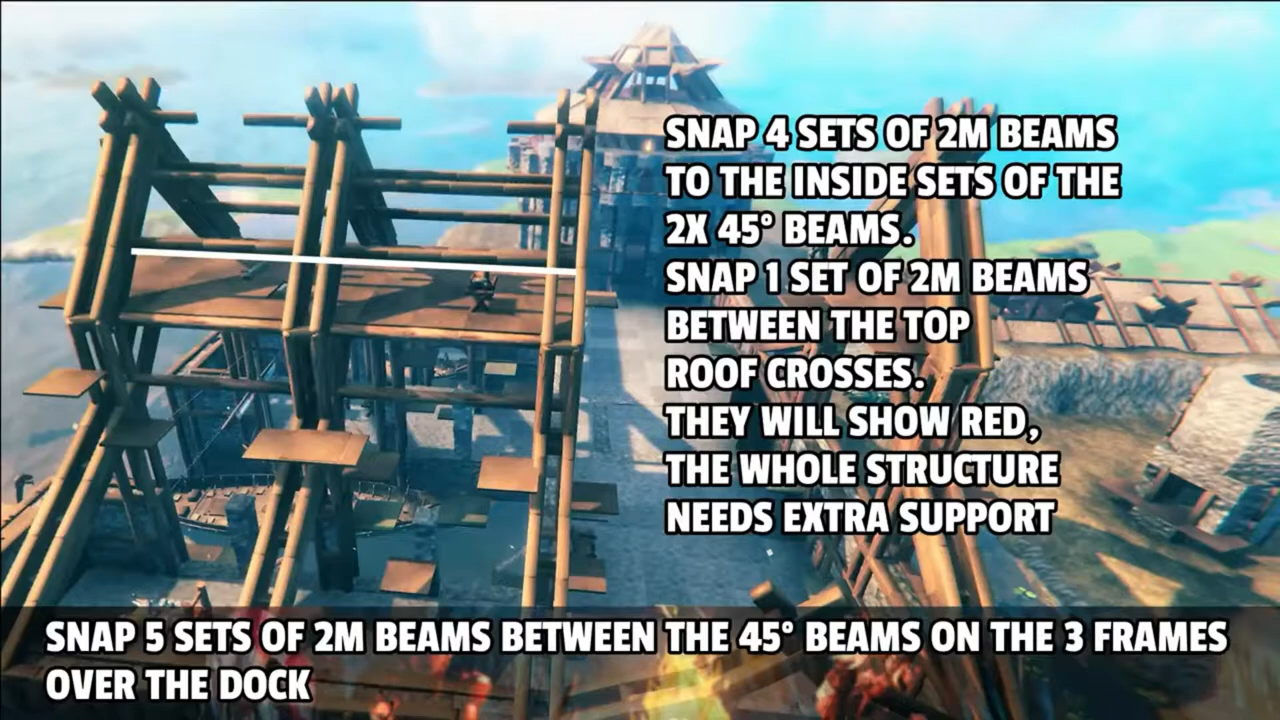 SNAP 4 SETS OF 2M BEAMS
TO THE INSIDE SETS OF THE
2X 45° BEAMS.
SNAP 1 SET OF 2M BEAMS
BETWEEN THE TOP
ROOF CROSSES.
THEY WILL SHOW RED,
THE WHOLE STRUCTURE
NEEDS EXTRA SUPPORT
SNAP 5 SETS OF 2M BEAMS BETWEEN THE 45° BEAMS ON THE 3 FRAMES
OVER THE DOCK